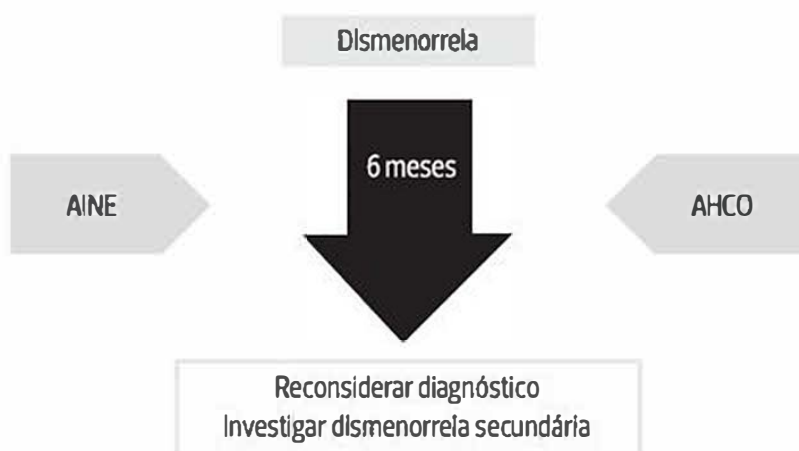 Dismenorreia
6 meses
AINE
AHCO
Reconsiderar diagnóstico
Investigar dismenorreia secundária